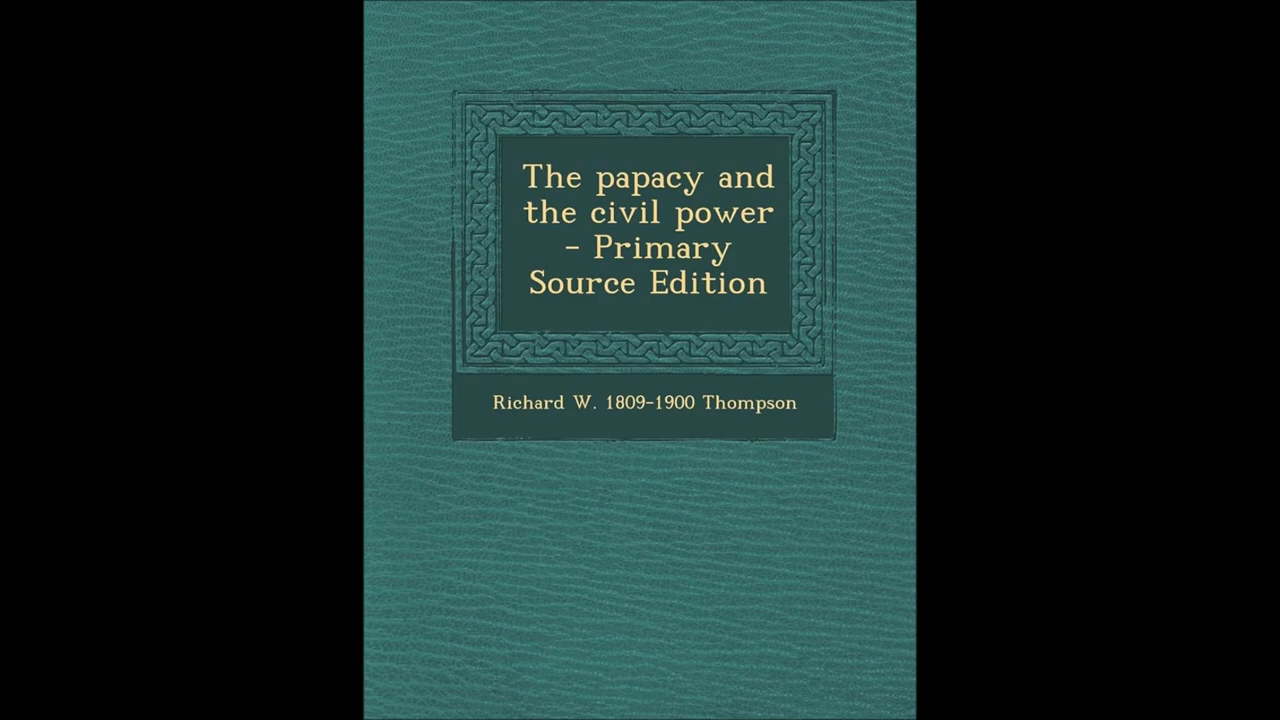 The papacy and
the civil power
- Primary
Source Edition
Richard W. 1809-1900 Thompson